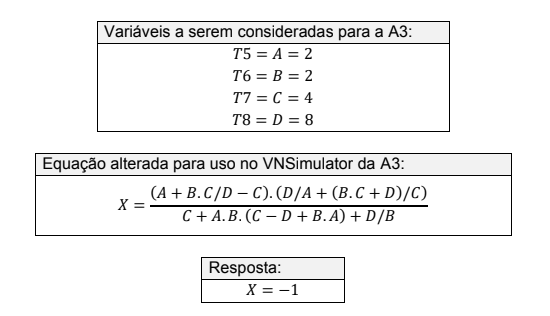 Variáveis a serem consideradas para a A3:
T5 = A = 2
T6 = B = 2
T7 = C = 4
T8 = D = 8
Equação alterada para uso no VNSimulator da A3:
X = (A + B.C/D − C).(D/A + (B.C + D)/C)
C + A.B.(C − D + B.A) + D/B
Resposta:
X = −1